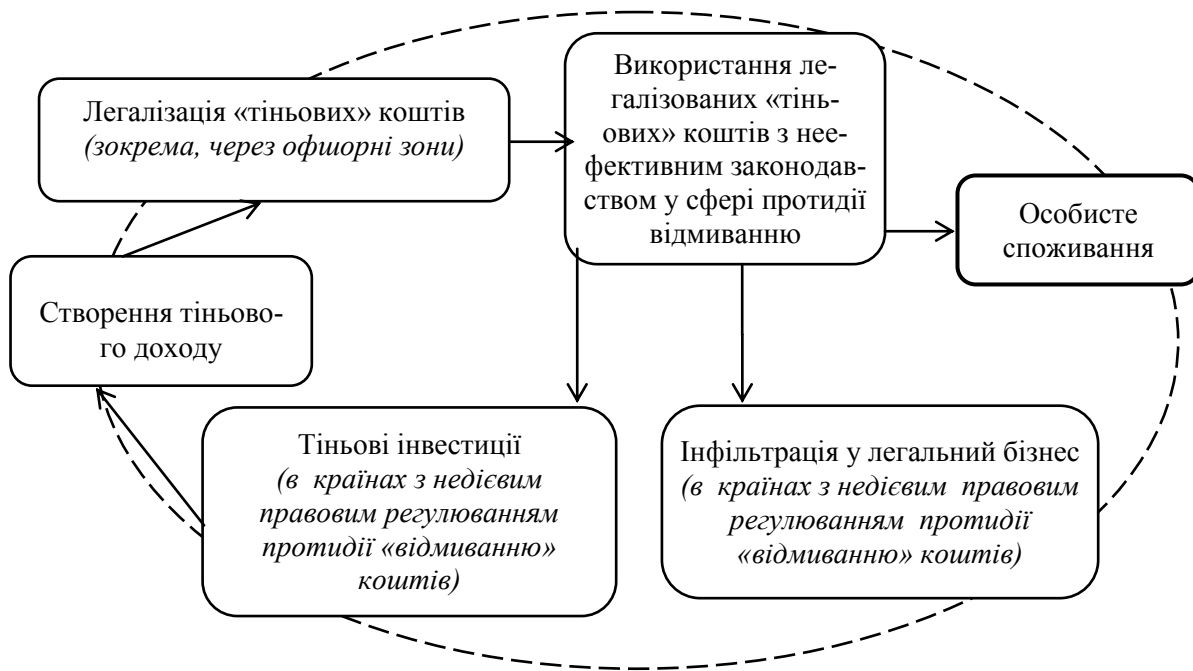 Легалізація «тіньових» коштів
(зокрема, через офшорні зони)
Використання ле-
галізованих «тінь-
ових» коштів з нее-
фективним законодав-
ством у сфері протидії
відмиванню
Особисте
споживання
Створення тіньово-
го доходу
Тіньові інвестиції
(в країнах з недієвим
правовим регулюванням
протидії «відмиванню»
коштів)
Інфільтрація у легальний бізнес
(в країнах з недієвим правовим
регулюванням протидії
«відмиванню» коштів)